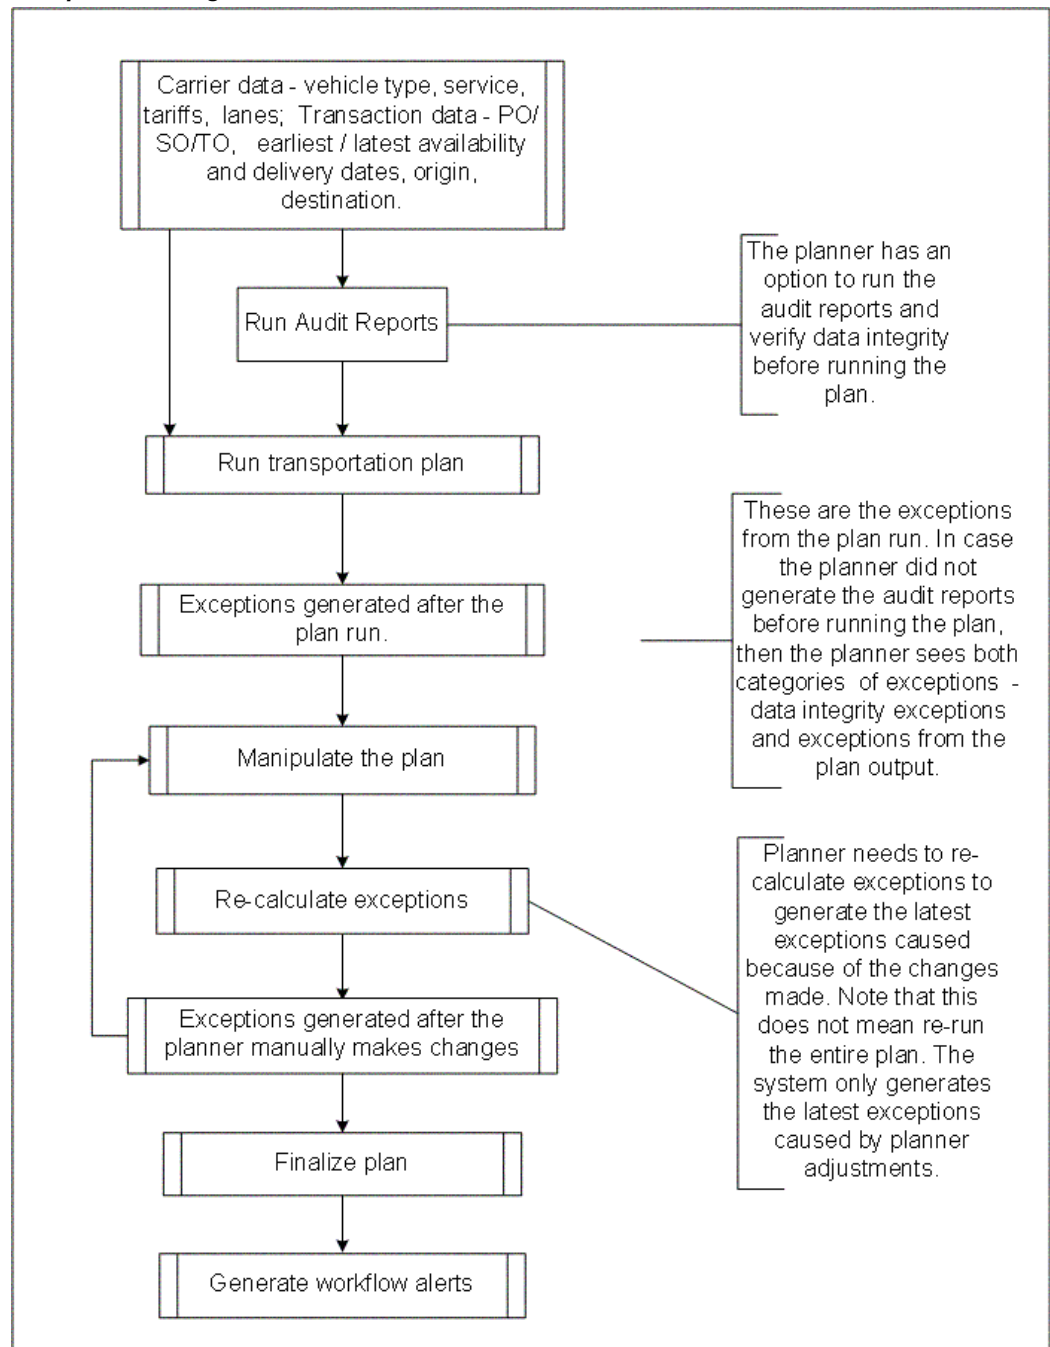 Carrier data - vehicle type, service,
tariffs, lanes; Transaction data - PO/
SO/TO, earliest / latest availability
and delivery dates, origin,
destination.
The planner has an
option to run the
audit reports and
verify data integrity
before running the
plan.
Run Audit Reports
Run transportation plan
These are the exceptions
from the plan run. In case
the planner did not
generate the audit reports
before running the plan,
then the planner sees both
categories of exceptions -
data integrity exceptions
and exceptions from the
plan output.
Exceptions generated after the
plan run.
Manipulate the plan
Re-calculate exceptions
Planner needs to re-
calculate exceptions to
generate the latest
exceptions caused
because of the changes
made. Note that this
does not mean re-run
the entire plan. The
system only generates
the latest exceptions
caused by planner
adjustments.
Exceptions generated after the
planner manually makes changes
Finalize plan
Generate workflow alerts